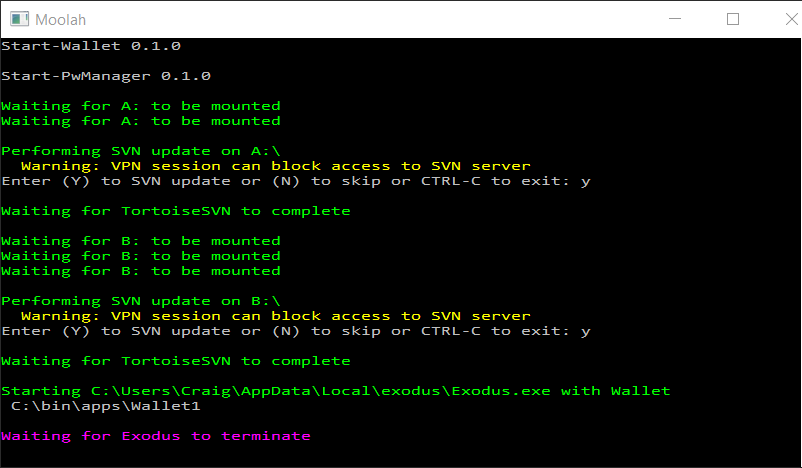 Moolah
Start-Wallet 0.1.0
Start-PwManager 0.1.0
Waiting for A: to be mounted
Waiting for A: to be mounted
Performing SVN update on A:\
Warning: VPN session can block access to SVN server
Enter (Y) to SVN update or (N) to skip or CTRL-C to exit: y
Waiting for TortoiseSVN to complete
Waiting for B: to be mounted
Waiting for B: to be mounted
Waiting for B: to be mounted
Performing SVN update on B:\
Warning: VPN session can block access to SVN server
Enter (Y) to SVN update or (N) to skip or CTRL-C to exit: y
Waiting for TortoiseSVN to complete
Starting C:\Users\Craig\AppData\Local\exodus\Exodus.exe with Wallet
C:\bin\apps\Wallet1
Waiting for Exodus to terminate